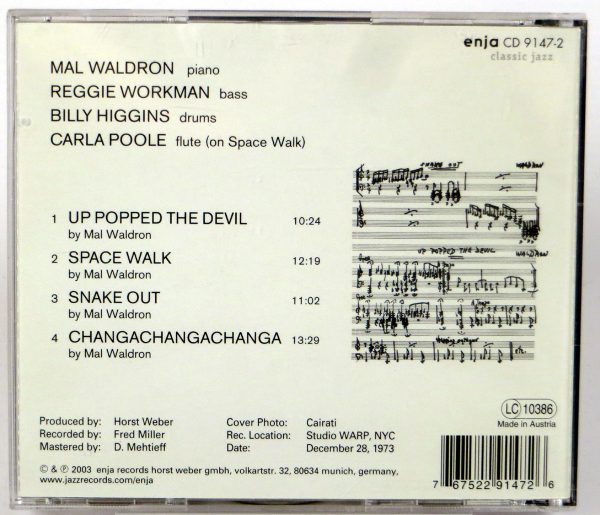 enja CD 9147-2
classic jazz
MAL WALDRON piano
REGGIE WORKMAN bass
BILLY HIGGINS drums
CARLA POOLE flute (on Space Walk)
SNAKE OUT WALDRON
1 UP POPPED THE DEVIL 10:24
by Mal Waldron
2 SPACE WALK 12:19
by Mal Waldron
3 SNAKE OUT 11:02
by Mal Waldron
4 CHANGACHANGACHANGA 13:29
by Mal Waldron
UP POPPED THE DEVIL WALDRON
etc.
Produced by: Horst Weber
Recorded by: Fred Miller
Mastered by: D. Mehtieff
Cover Photo: Cairati
Rec. Location: Studio WARP, NYC
Date: December 28, 1973
LC 10386
Made in Austria
© & ℗ 2003 enja records horst weber gmbh, volkartstr. 32, 80634 munich, germany,
www.jazzrecords.com/enja
7 67522 91472 6